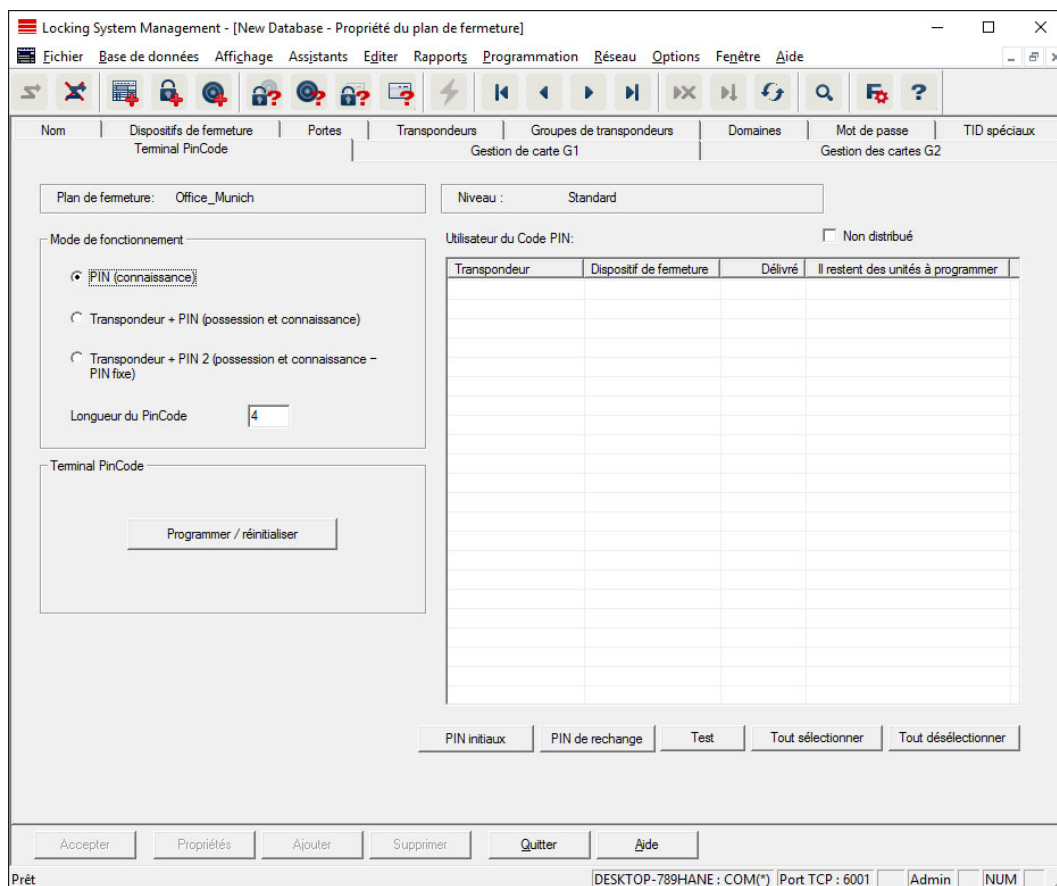 Locking System Management - [New Database - Propriété du plan de fermeture]
Fichier Base de données Affichage Assistants Editer Rapports Programmation Réseau Options Fenêtre Aide
Nom Dispositifs de fermeture Portes Transpondeurs Groupes de transpondeurs Domaines Mot de passe TID spéciaux
Terminal PinCode Gestion de carte G1 Gestion des cartes G2
Plan de fermeture: Office_Munich
Niveau : Standard
Mode de fonctionnement
PIN (connaissance)
Transpondeur + PIN (possession et connaissance)
Transpondeur + PIN 2 (possession et connaissance –
PIN fixe)
Longueur du PinCode 4
Terminal PinCode
Programmer / réinitialiser
Utilisateur du Code PIN: Non distribué
Transpondeur Dispositif de fermeture Délivré Il restent des unités à programmer
PIN initiaux PIN de rechange Test Tout sélectionner Tout désélectionner
Accepter Propriétés Ajouter Supprimer Quitter Aide
Prêt DESKTOP-789HANE : COM(*) Port TCP : 6001 Admin NUM